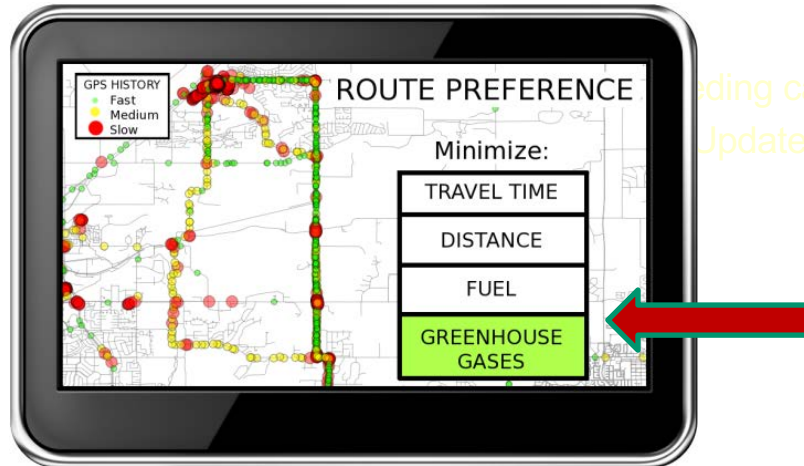 GPS HISTORY
Fast
Medium
Slow
ROUTE PREFERENCE
Minimize:
TRAVEL TIME
DISTANCE
FUEL
GREENHOUSE
GASES